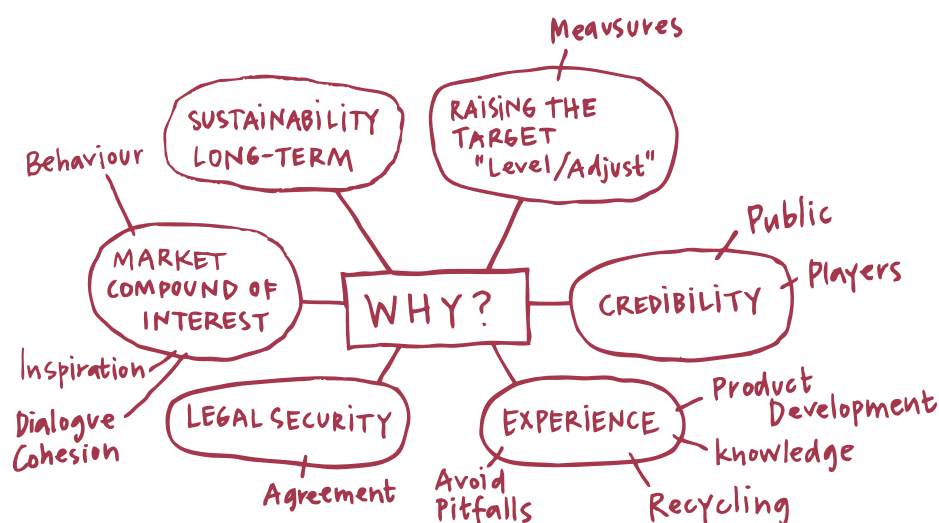 Meausures
SUSTAINABILITY
LONG-TERM
RAISING THE
TARGET
"Level/Adjust"
Behaviour
Public
Players
MARKET
COMPOUND OF
INTEREST
WHY?
CREDIBILITY
Inspiration
Dialogue
Cohesion
LEGAL SECURITY
Agreement
EXPERIENCE
Product
Development
knowledge
Avoid
Pitfalls
Recycling